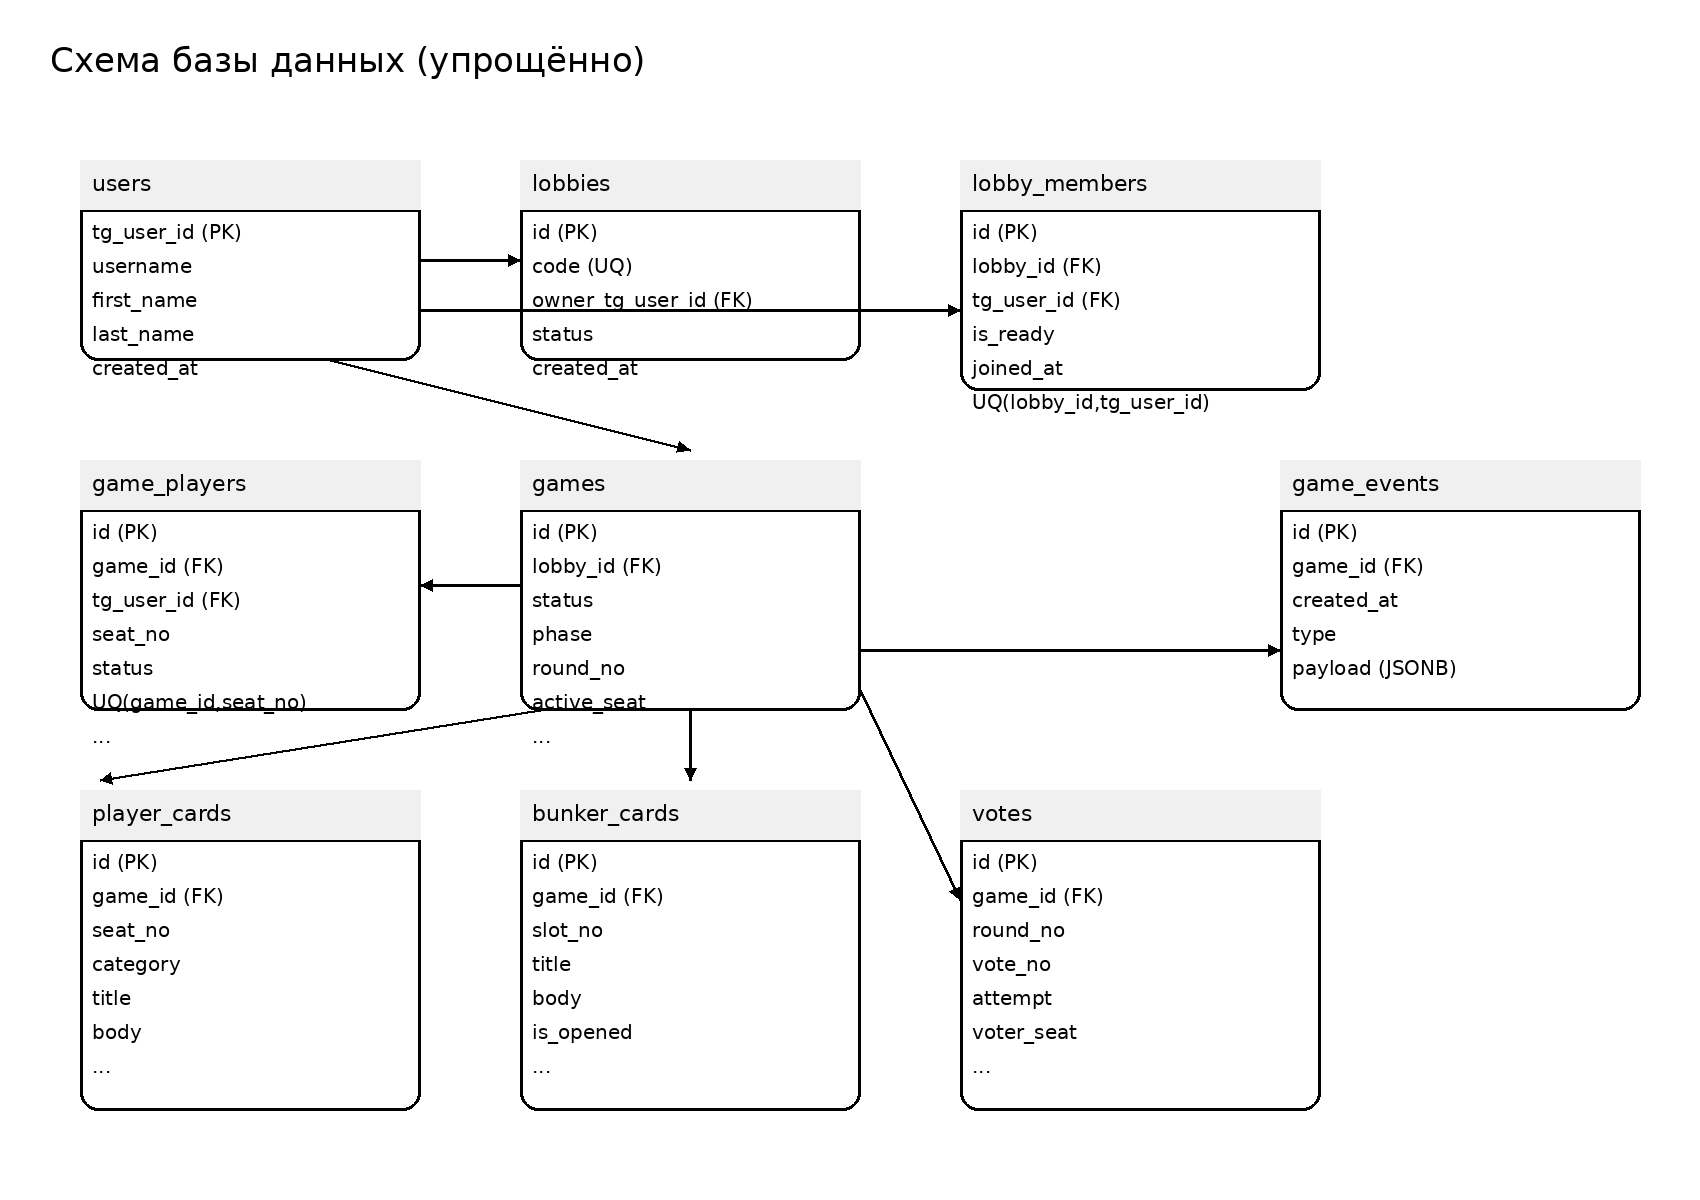 Схема базы данных (упрощённо)
users
tg_user_id (PK)
username
first_name
last_name
created_at
lobbies
id (PK)
code (UQ)
owner_tg_user_id (FK)
status
created_at
lobby_members
id (PK)
lobby_id (FK)
tg_user_id (FK)
is_ready
joined_at
UQ(lobby_id,tg_user_id)
game_players
id (PK)
game_id (FK)
tg_user_id (FK)
seat_no
status
UQ(game_id,seat_no)
...
games
id (PK)
lobby_id (FK)
status
phase
round_no
active_seat
...
game_events
id (PK)
game_id (FK)
created_at
type
payload (JSONB)
player_cards
id (PK)
game_id (FK)
seat_no
category
title
body
...
bunker_cards
id (PK)
game_id (FK)
slot_no
title
body
is_opened
...
votes
id (PK)
game_id (FK)
round_no
vote_no
attempt
voter_seat
...